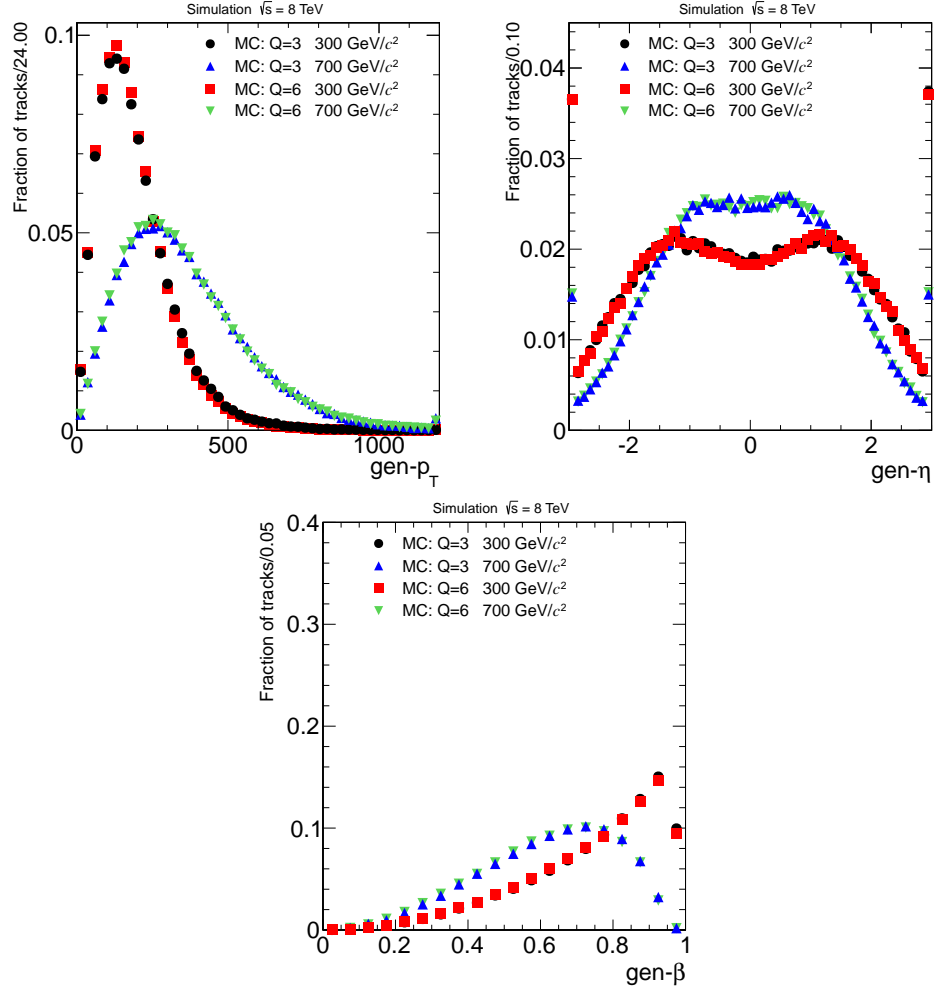 Simulation √s = 8 TeV
Fraction of tracks/24.00
MC: Q=3 300 GeV/c²
MC: Q=3 700 GeV/c²
MC: Q=6 300 GeV/c²
MC: Q=6 700 GeV/c²
0.1
0.05
0
0 500 1000
gen-p_T
Simulation √s = 8 TeV
Fraction of tracks/0.10
MC: Q=3 300 GeV/c²
MC: Q=3 700 GeV/c²
MC: Q=6 300 GeV/c²
MC: Q=6 700 GeV/c²
0.04
0.03
0.02
0.01
0
-2 0 2
gen-η
Simulation √s = 8 TeV
Fraction of tracks/0.05
MC: Q=3 300 GeV/c²
MC: Q=3 700 GeV/c²
MC: Q=6 300 GeV/c²
MC: Q=6 700 GeV/c²
0.4
0.3
0.2
0.1
0
0 0.2 0.4 0.6 0.8 1
gen-β